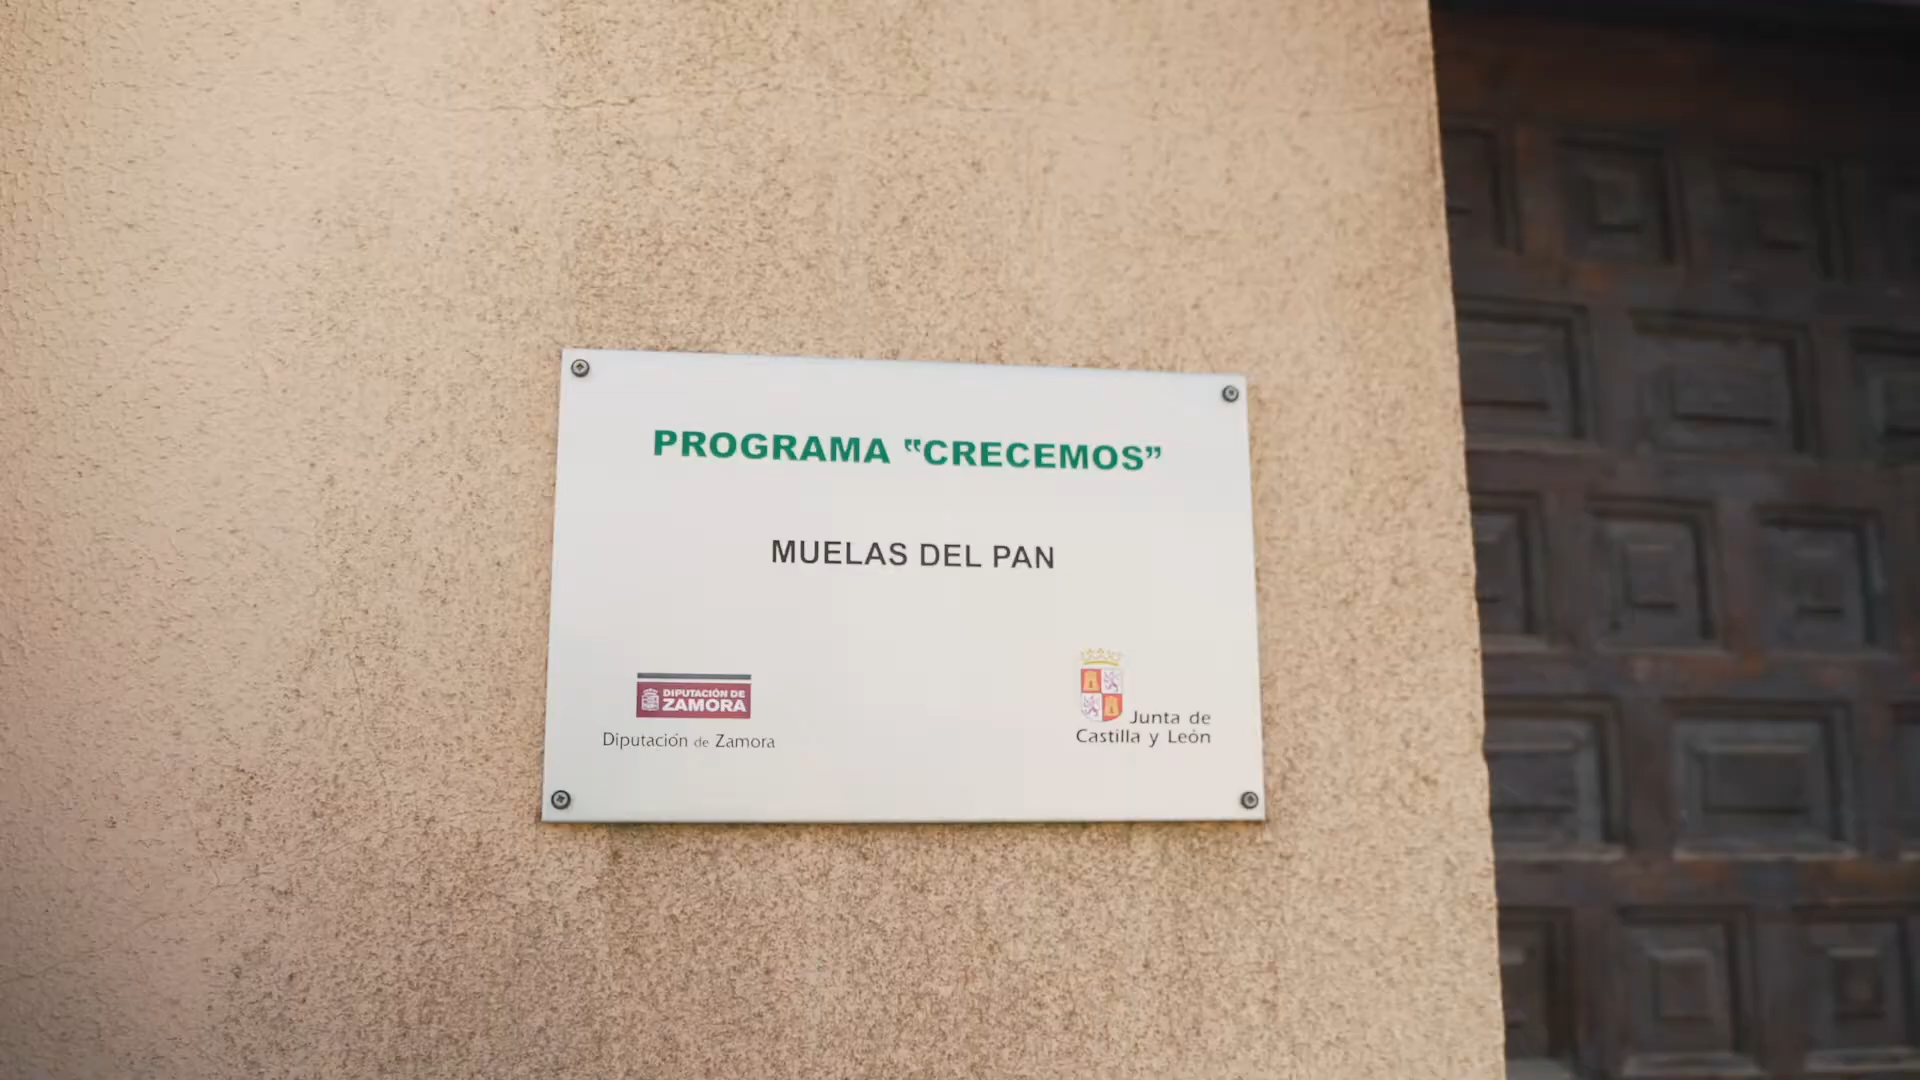 PROGRAMA "CRECEMOS"
MUELAS DEL PAN
DIPUTACIÓN DE
ZAMORA
Diputación de Zamora
Junta de
Castilla y León